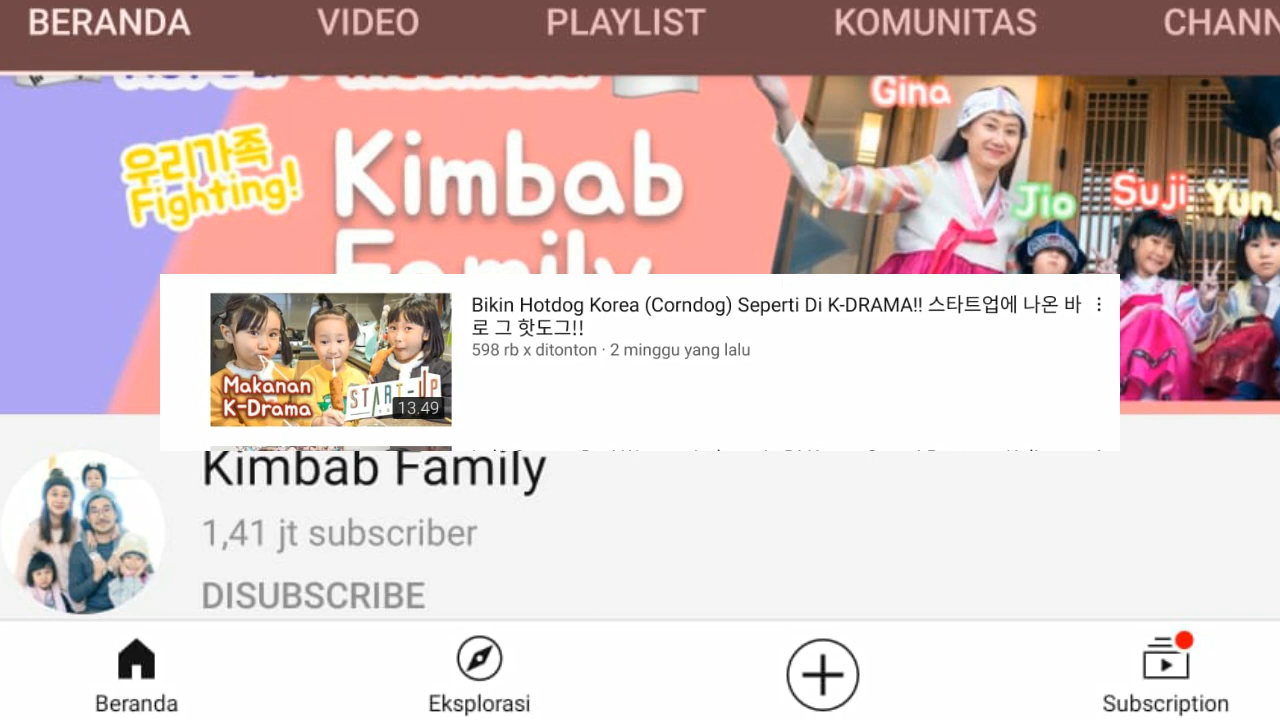 BERANDA VIDEO PLAYLIST KOMUNITAS CHANN
Gina
우리가족
Fighting!
Kimbab
Family
Jio
Suji
Yun
Bikin Hotdog Korea (Corndog) Seperti Di K-DRAMA!! 스타트업에 나온 바
로 그 핫도그!!
598 rb x ditonton · 2 minggu yang lalu
Makanan
K-Drama
START-UP
13.49
Kimbab Family
1,41 jt subscriber
DISUBSCRIBE
Beranda Eksplorasi Subscription